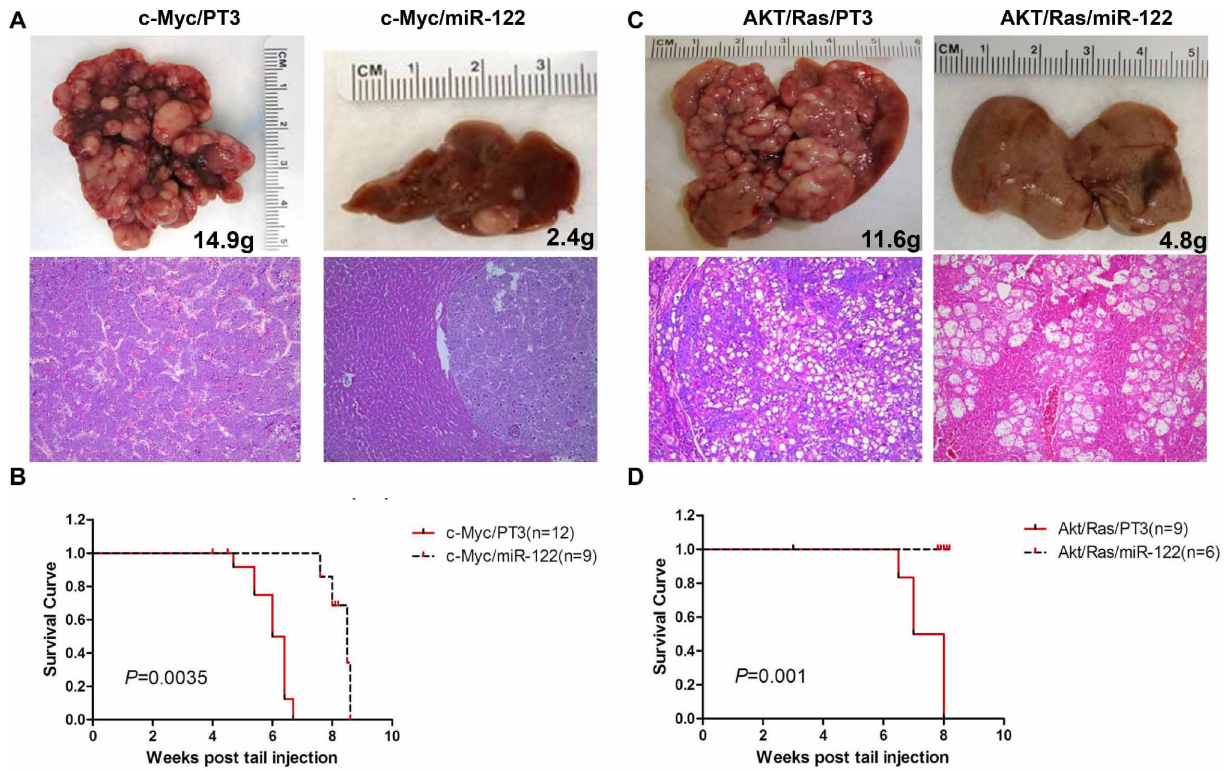 A c-Myc/PT3 c-Myc/miR-122 C AKT/Ras/PT3 AKT/Ras/miR-122
CM 1 2 3 4 5
CM 1 2 3
CM 1 2 3 4 5 6
CM 1 2 3 4 5
14.9g 2.4g 11.6g 4.8g
B
Survival Curve
1.2
1.0
0.8
0.6
0.4
0.2
0.0
0 2 4 6 8 10
Weeks post tail injection
P=0.0035
c-Myc/PT3(n=12)
c-Myc/miR-122(n=9)
D
Survival Curve
1.2
1.0
0.8
0.6
0.4
0.2
0.0
0 2 4 6 8 10
Weeks post tail injection
P=0.001
Akt/Ras/PT3(n=9)
Akt/Ras/miR-122(n=6)